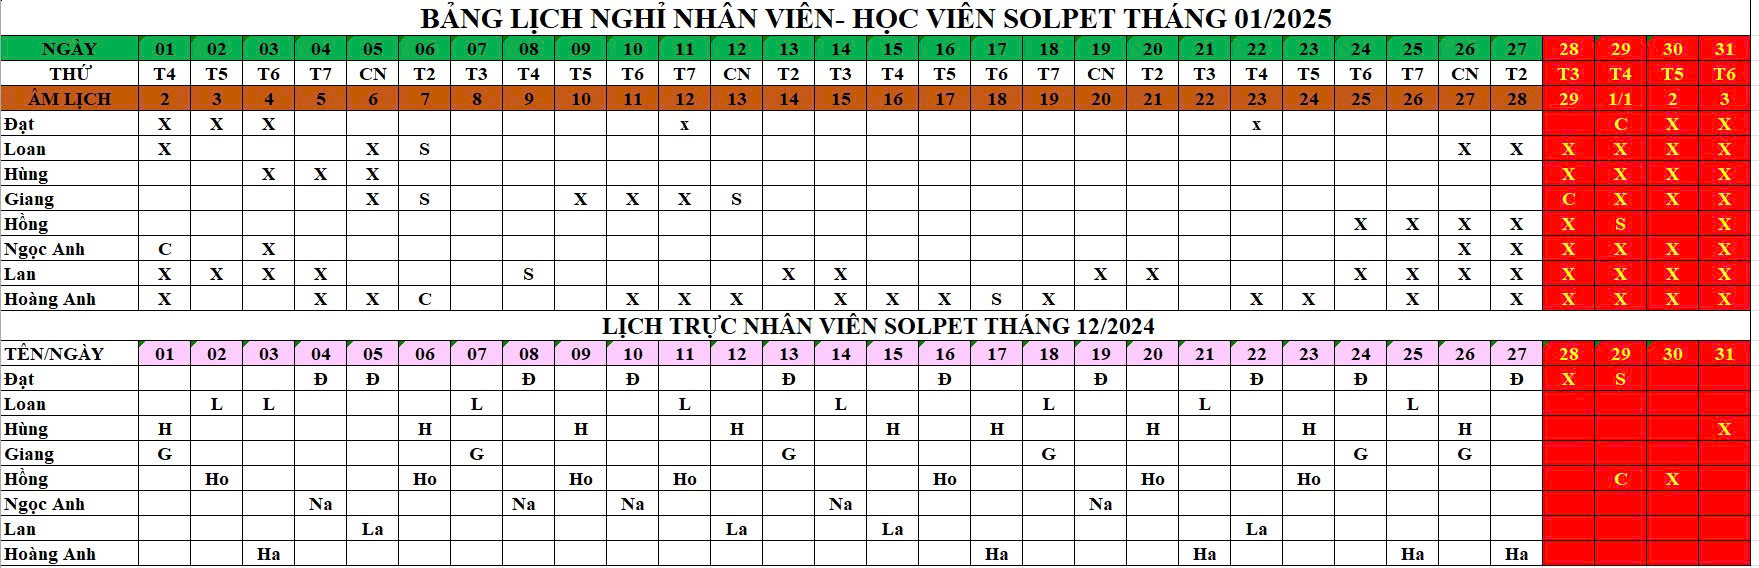 BẢNG LỊCH NGHỈ NHÂN VIÊN- HỌC VIÊN SOLPET THÁNG 01/2025
NGÀY 01 02 03 04 05 06 07 08 09 10 11 12 13 14 15 16 17 18 19 20 21 22 23 24 25 26 27 28 29 30 31
THỨ T4 T5 T6 T7 CN T2 T3 T4 T5 T6 T7 CN T2 T3 T4 T5 T6 T7 CN T2 T3 T4 T5 T6 T7 CN T2 T3 T4 T5 T6
ÂM LỊCH 2 3 4 5 6 7 8 9 10 11 12 13 14 15 16 17 18 19 20 21 22 23 24 25 26 27 28 29 1/1 2 3
Đạt X X X x x C X X
Loan X X S X X X X X X
Hùng X X X X X X X
Giang X S X X X S C X X X
Hồng X X X X X S X
Ngọc Anh C X X X X X X X
Lan X X X X S X X X X X X X X X X X X
Hoàng Anh X X X C X X X X X X S X X X X X X X X X
LỊCH TRỰC NHÂN VIÊN SOLPET THÁNG 12/2024
TÊN/NGÀY 01 02 03 04 05 06 07 08 09 10 11 12 13 14 15 16 17 18 19 20 21 22 23 24 25 26 27 28 29 30 31
Đạt Đ Đ Đ Đ Đ Đ Đ Đ Đ Đ X S
Loan L L L L L L L L
Hùng H H H H H H H H H X
Giang G G G G G G
Hồng Ho Ho Ho Ho Ho Ho Ho C X
Ngọc Anh Na Na Na Na Na
Lan La La La La
Hoàng Anh Ha Ha Ha Ha Ha